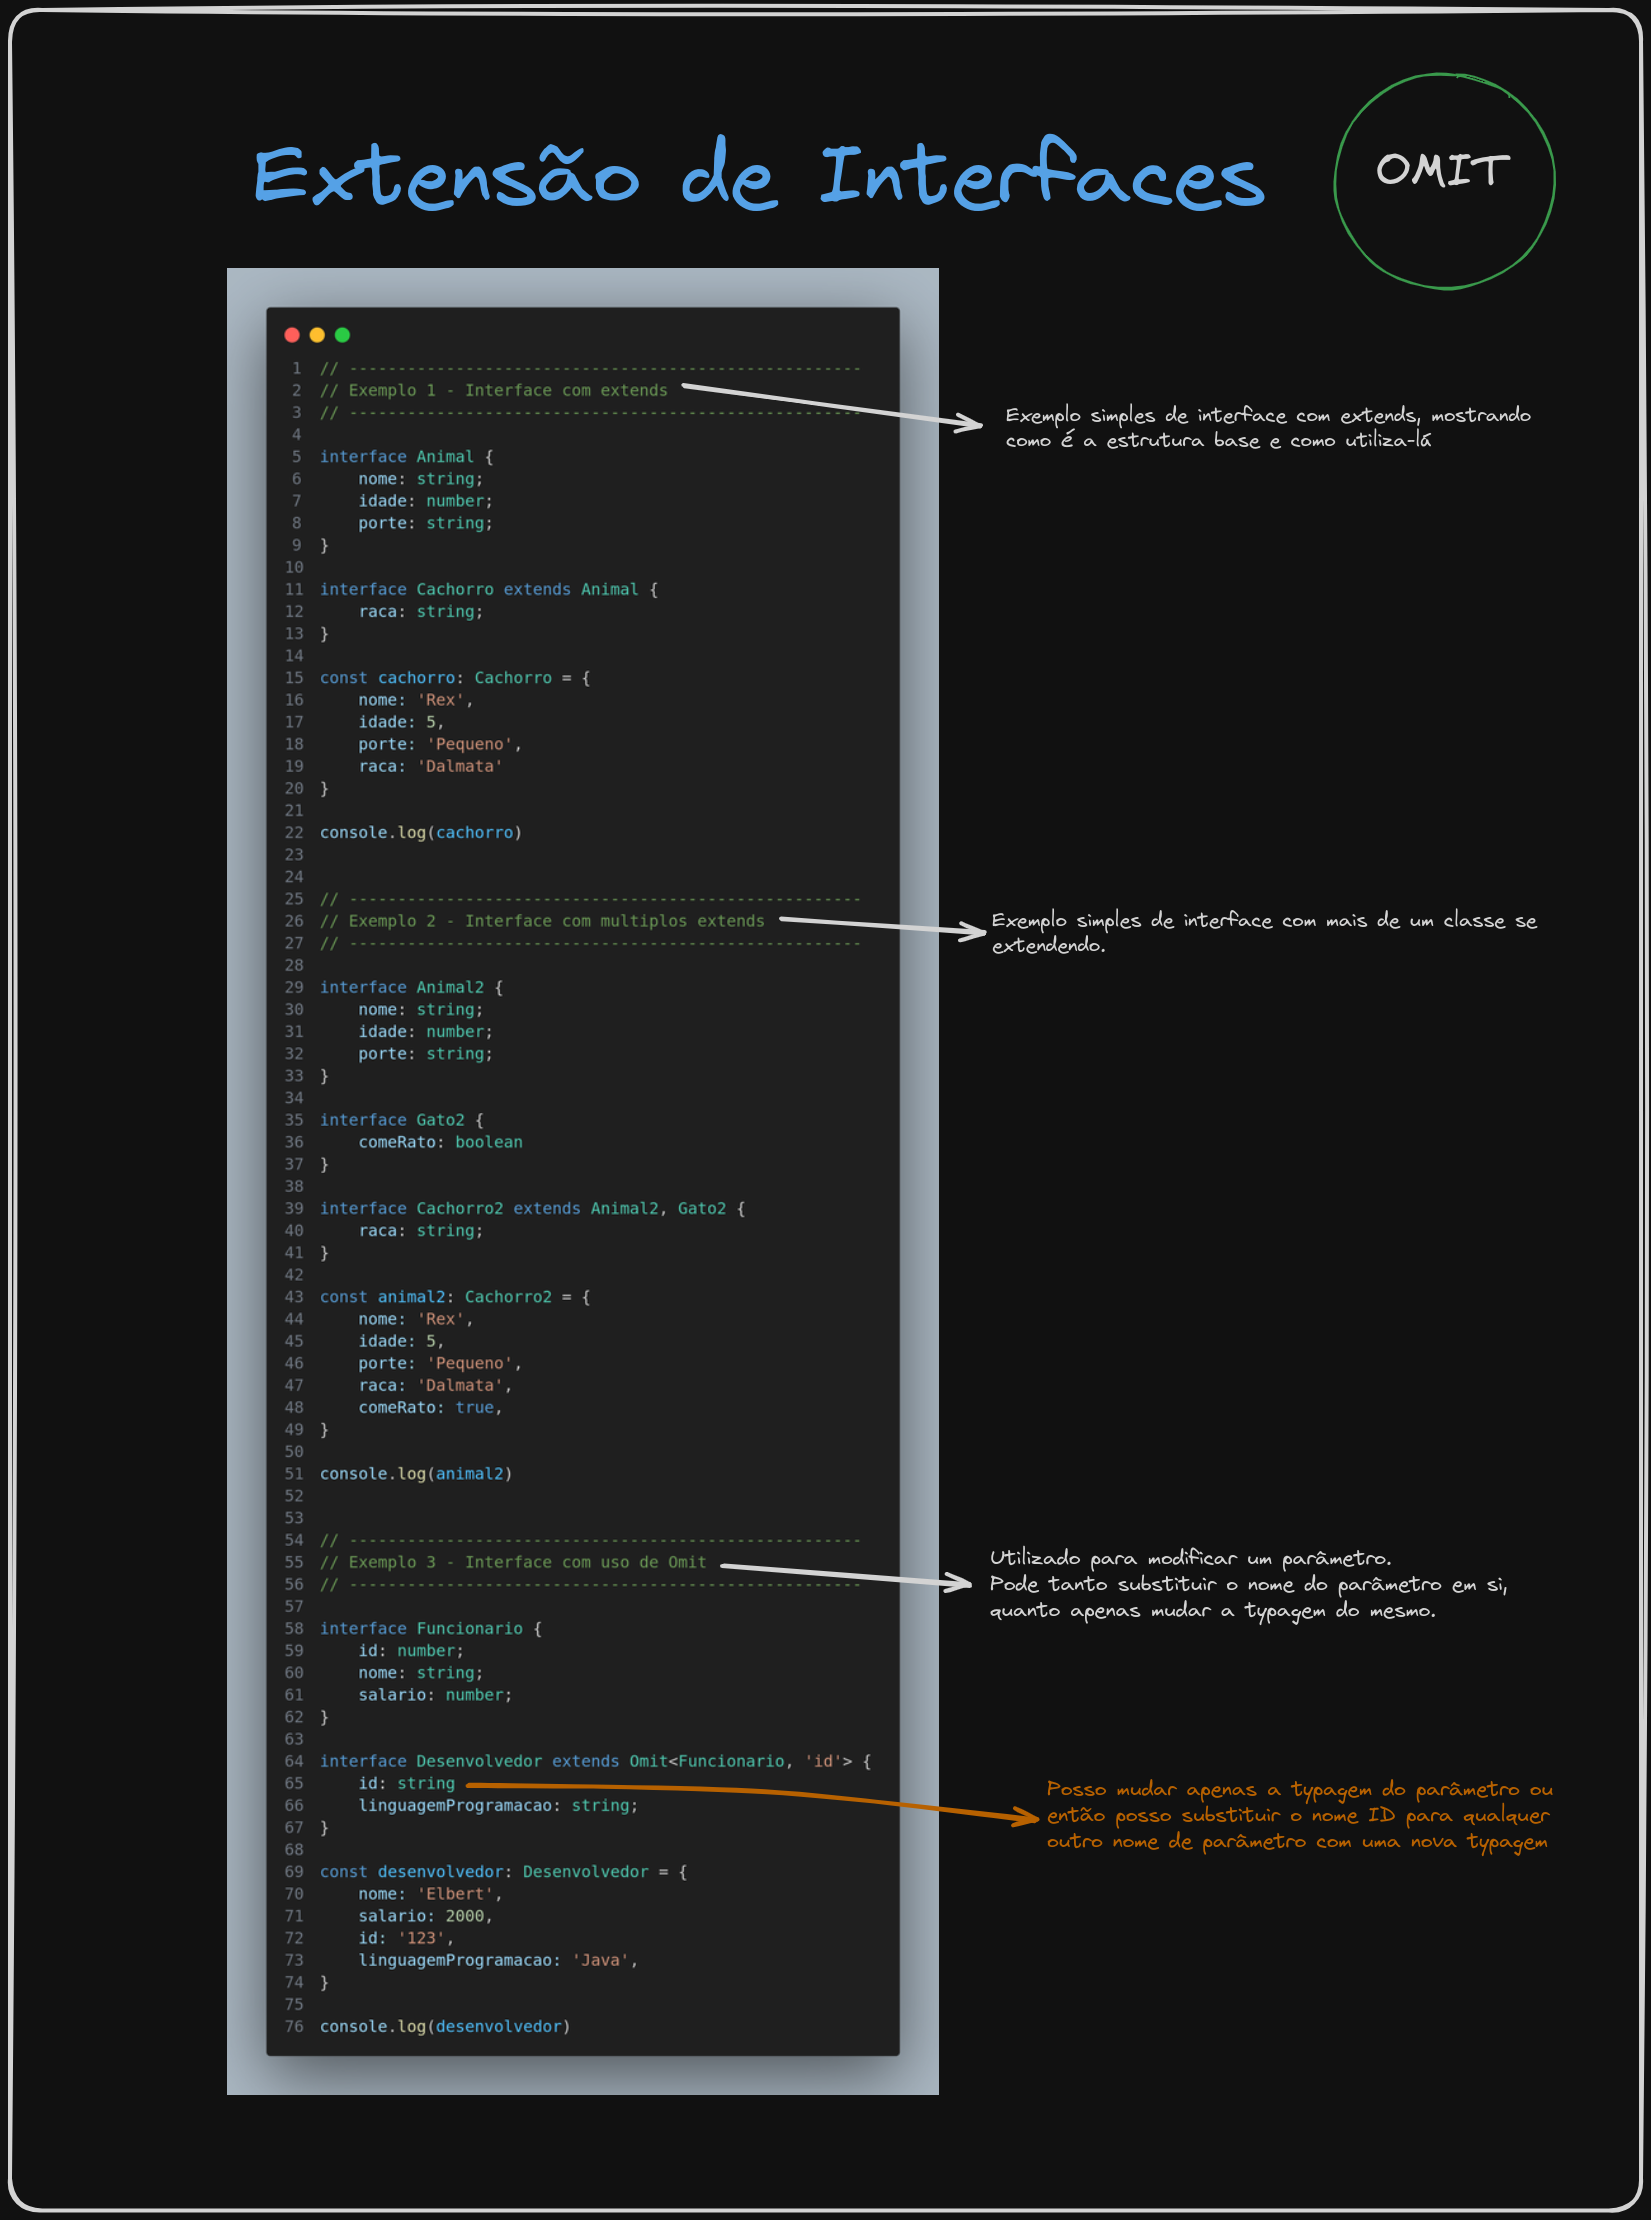 Extensão de Interfaces
OMIT
1 // -----------------------------------------------------
2 // Exemplo 1 - Interface com extends
3 // -----------------------------------------------------
4
5 interface Animal {
6     nome: string;
7     idade: number;
8     porte: string;
9 }
10
11 interface Cachorro extends Animal {
12     raca: string;
13 }
14
15 const cachorro: Cachorro = {
16     nome: 'Rex',
17     idade: 5,
18     porte: 'Pequeno',
19     raca: 'Dalmata'
20 }
21
22 console.log(cachorro)
23
24
25 // -----------------------------------------------------
26 // Exemplo 2 - Interface com multiplos extends
27 // -----------------------------------------------------
28
29 interface Animal2 {
30     nome: string;
31     idade: number;
32     porte: string;
33 }
34
35 interface Gato2 {
36     comeRato: boolean
37 }
38
39 interface Cachorro2 extends Animal2, Gato2 {
40     raca: string;
41 }
42
43 const animal2: Cachorro2 = {
44     nome: 'Rex',
45     idade: 5,
46     porte: 'Pequeno',
47     raca: 'Dalmata',
48     comeRato: true,
49 }
50
51 console.log(animal2)
52
53
54 // -----------------------------------------------------
55 // Exemplo 3 - Interface com uso de Omit
56 // -----------------------------------------------------
57
58 interface Funcionario {
59     id: number;
60     nome: string;
61     salario: number;
62 }
63
64 interface Desenvolvedor extends Omit<Funcionario, 'id'> {
65     id: string
66     linguagemProgramacao: string;
67 }
68
69 const desenvolvedor: Desenvolvedor = {
70     nome: 'Elbert',
71     salario: 2000,
72     id: '123',
73     linguagemProgramacao: 'Java',
74 }
75
76 console.log(desenvolvedor)
Exemplo simples de interface com extends, mostrando
como é a estrutura base e como utiliza-lá
Exemplo simples de interface com mais de um classe se
extendendo.
Utilizado para modificar um parâmetro.
Pode tanto substituir o nome do parâmetro em si,
quanto apenas mudar a typagem do mesmo.
Posso mudar apenas a typagem do parâmetro ou
então posso substituir o nome ID para qualquer
outro nome de parâmetro com uma nova typagem